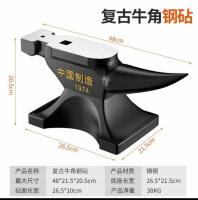 复古牛角钢砧
48cm
20.5cm
中国制造
1974
26.5cm
21.5cm
产品名称 复古牛角钢砧 产品材质 铸钢
最大尺寸 48*21.5*20.5cm 底座长宽 26.5*21.5cm
砧面长宽 26.5*10cm 产品净重 38KG